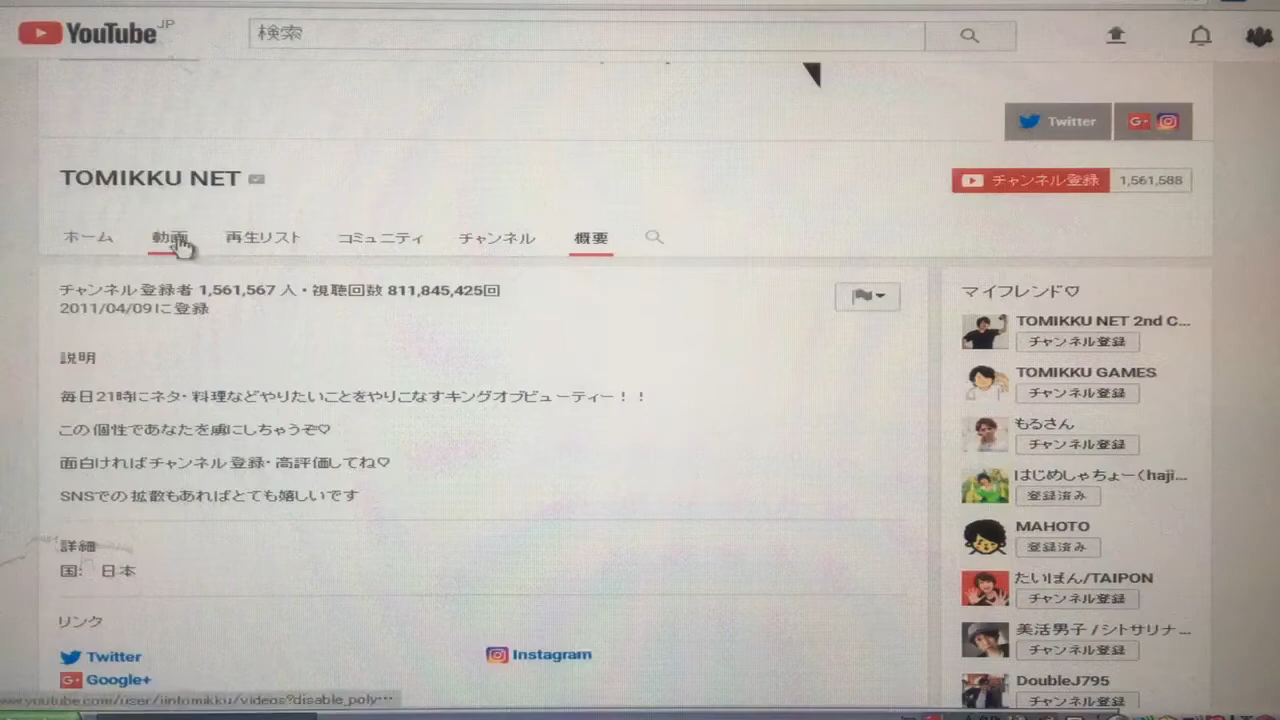 YouTube JP
検索
Twitter
G+
TOMIKKU NET
チャンネル登録 1,561,588
ホーム 動画 再生リスト コミュニティ チャンネル 概要
チャンネル登録者 1,561,567 人・視聴回数 811,845,425回
2011/04/09に登録
説明
毎日21時にネタ・料理などやりたいことをやりこなすキングオブビューティー！！
この個性であなたを虜にしちゃうぞ♡
面白ければチャンネル登録・高評価してね♡
SNSでの拡散もあればとても嬉しいです
詳細
国: 日本
リンク
Twitter
Instagram
G+ Google+
www.youtube.com/user/iintomikku/videos?disable_poly…
マイフレンド♡
TOMIKKU NET 2nd C...
チャンネル登録
TOMIKKU GAMES
チャンネル登録
もるさん
チャンネル登録
はじめしゃちょー（haji...
登録済み
MAHOTO
登録済み
たいぽん/TAIPON
チャンネル登録
美活男子 / シトサリナ...
チャンネル登録
DoubleJ795
チャンネル登録